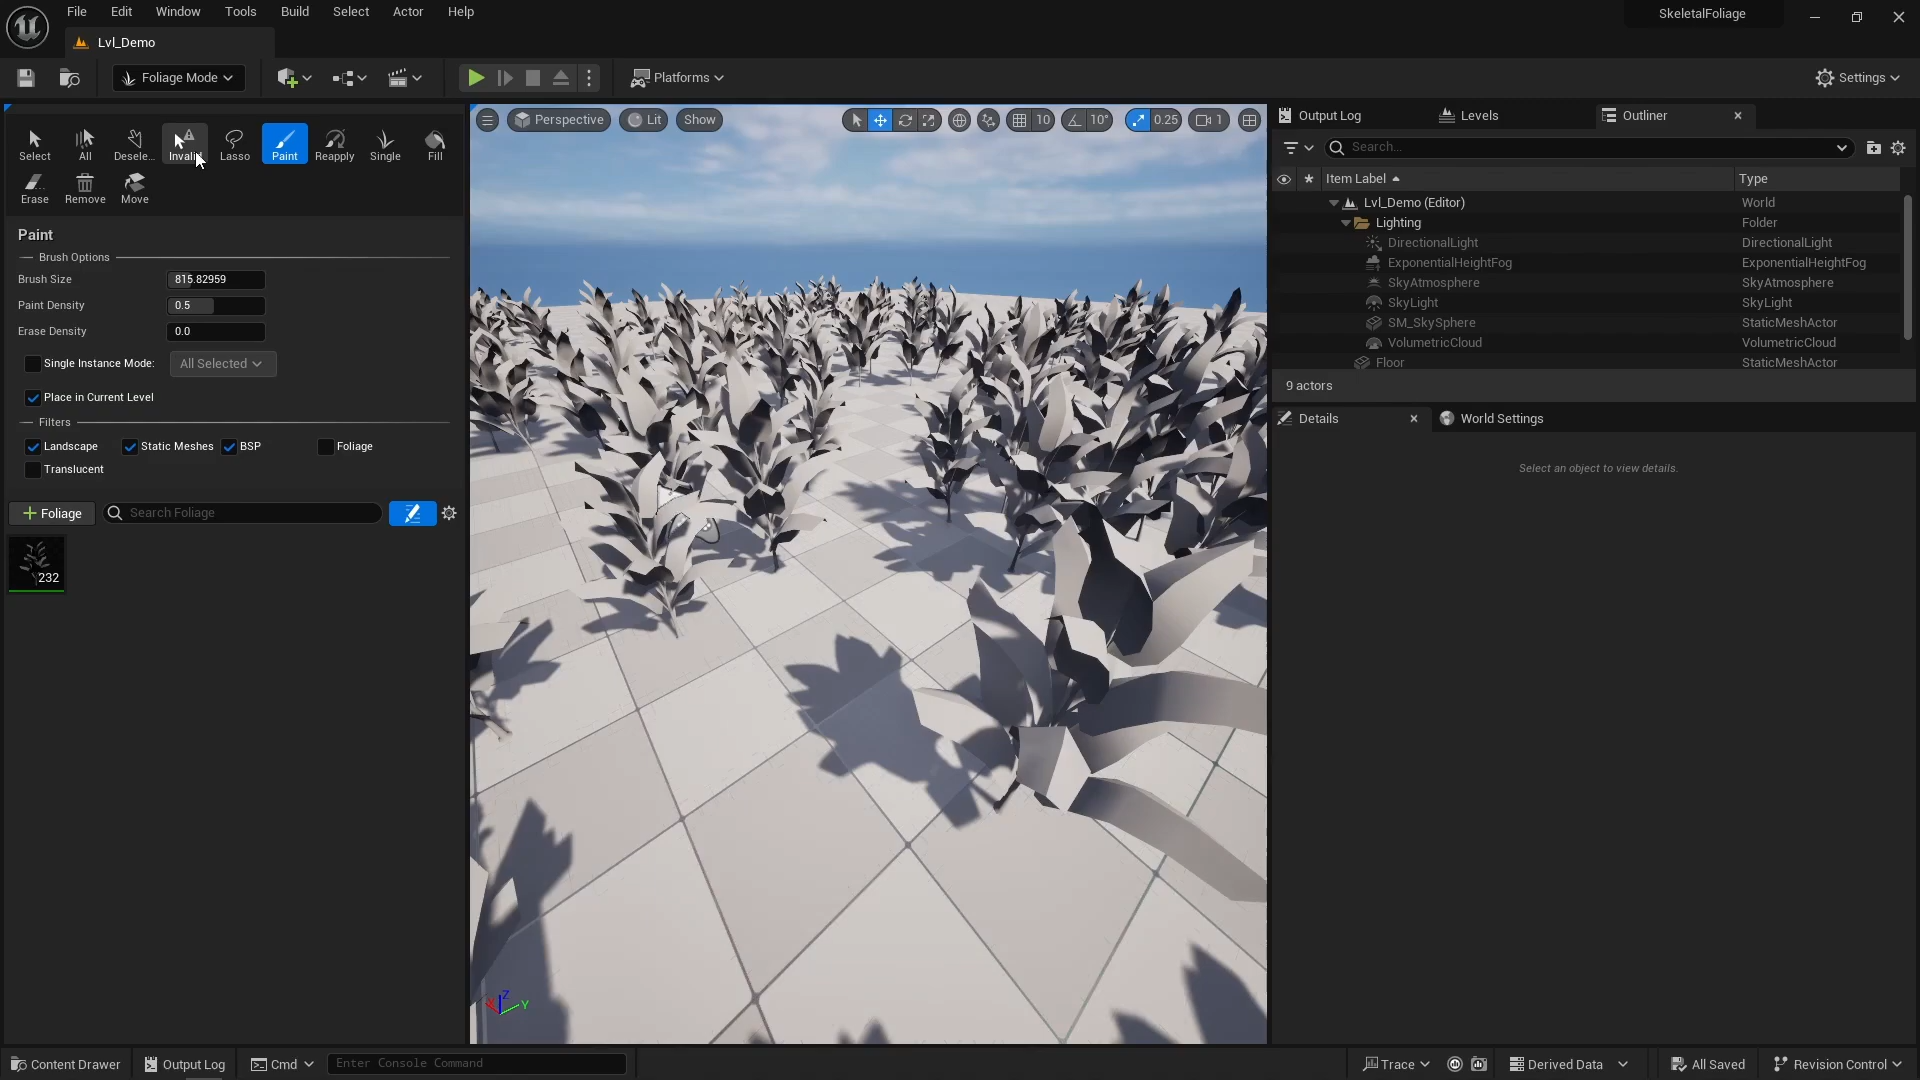 File Edit Window Tools Build Select Actor Help
SkeletalFoliage
Lvl_Demo
Foliage Mode
Platforms
Settings
Select All Desele... Invalid Lasso Paint Reapply Single Fill
Erase Remove Move
Paint
Brush Options
Brush Size 815.82959
Paint Density 0.5
Erase Density 0.0
Single Instance Mode: All Selected
Place in Current Level
Filters
Landscape Static Meshes BSP Foliage
Translucent
Foliage Search Foliage
232
Perspective Lit Show 10 10° 0.25 1
Z
Y
Output Log Levels Outliner
Search...
Item Label Type
Lvl_Demo (Editor) World
Lighting Folder
DirectionalLight DirectionalLight
ExponentialHeightFog ExponentialHeightFog
SkyAtmosphere SkyAtmosphere
SkyLight SkyLight
SM_SkySphere StaticMeshActor
VolumetricCloud VolumetricCloud
Floor StaticMeshActor
9 actors
Details World Settings
Select an object to view details.
Content Drawer Output Log Cmd Enter Console Command Trace Derived Data All Saved Revision Control